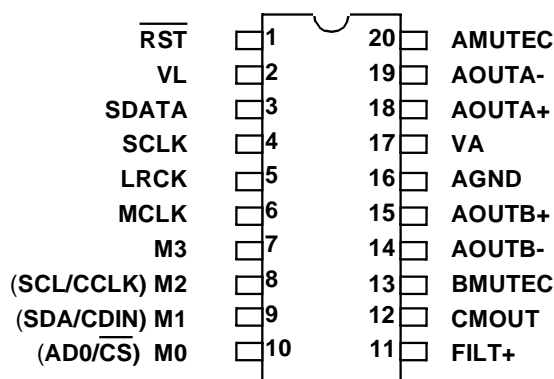 RST 1 20 AMUTEC
VL 2 19 AOUTA-
SDATA 3 18 AOUTA+
SCLK 4 17 VA
LRCK 5 16 AGND
MCLK 6 15 AOUTB+
M3 7 14 AOUTB-
(SCL/CCLK) M2 8 13 BMUTEC
(SDA/CDIN) M1 9 12 CMOUT
(AD0/CS) M0 10 11 FILT+